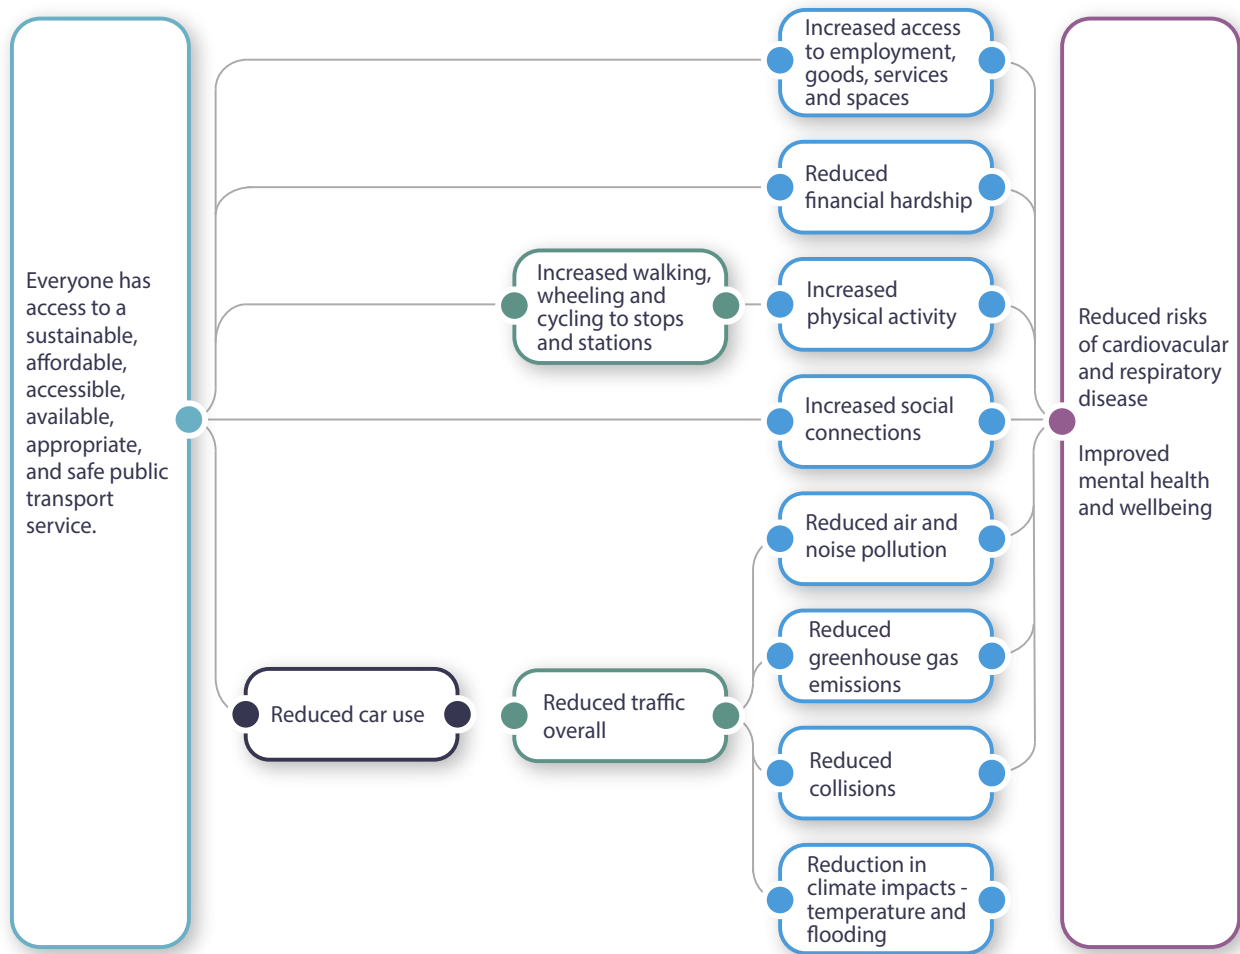 Everyone has
access to a
sustainable,
affordable,
accessible,
available,
appropriate,
and safe public
transport
service.
Increased access
to employment,
goods, services
and spaces
Reduced
financial hardship
Increased walking,
wheeling and
cycling to stops
and stations
Increased
physical activity
Increased social
connections
Reduced air and
noise pollution
Reduced car use
Reduced traffic
overall
Reduced
greenhouse gas
emissions
Reduced
collisions
Reduction in
climate impacts -
temperature and
flooding
Reduced risks
of cardiovacular
and respiratory
disease
Improved
mental health
and wellbeing